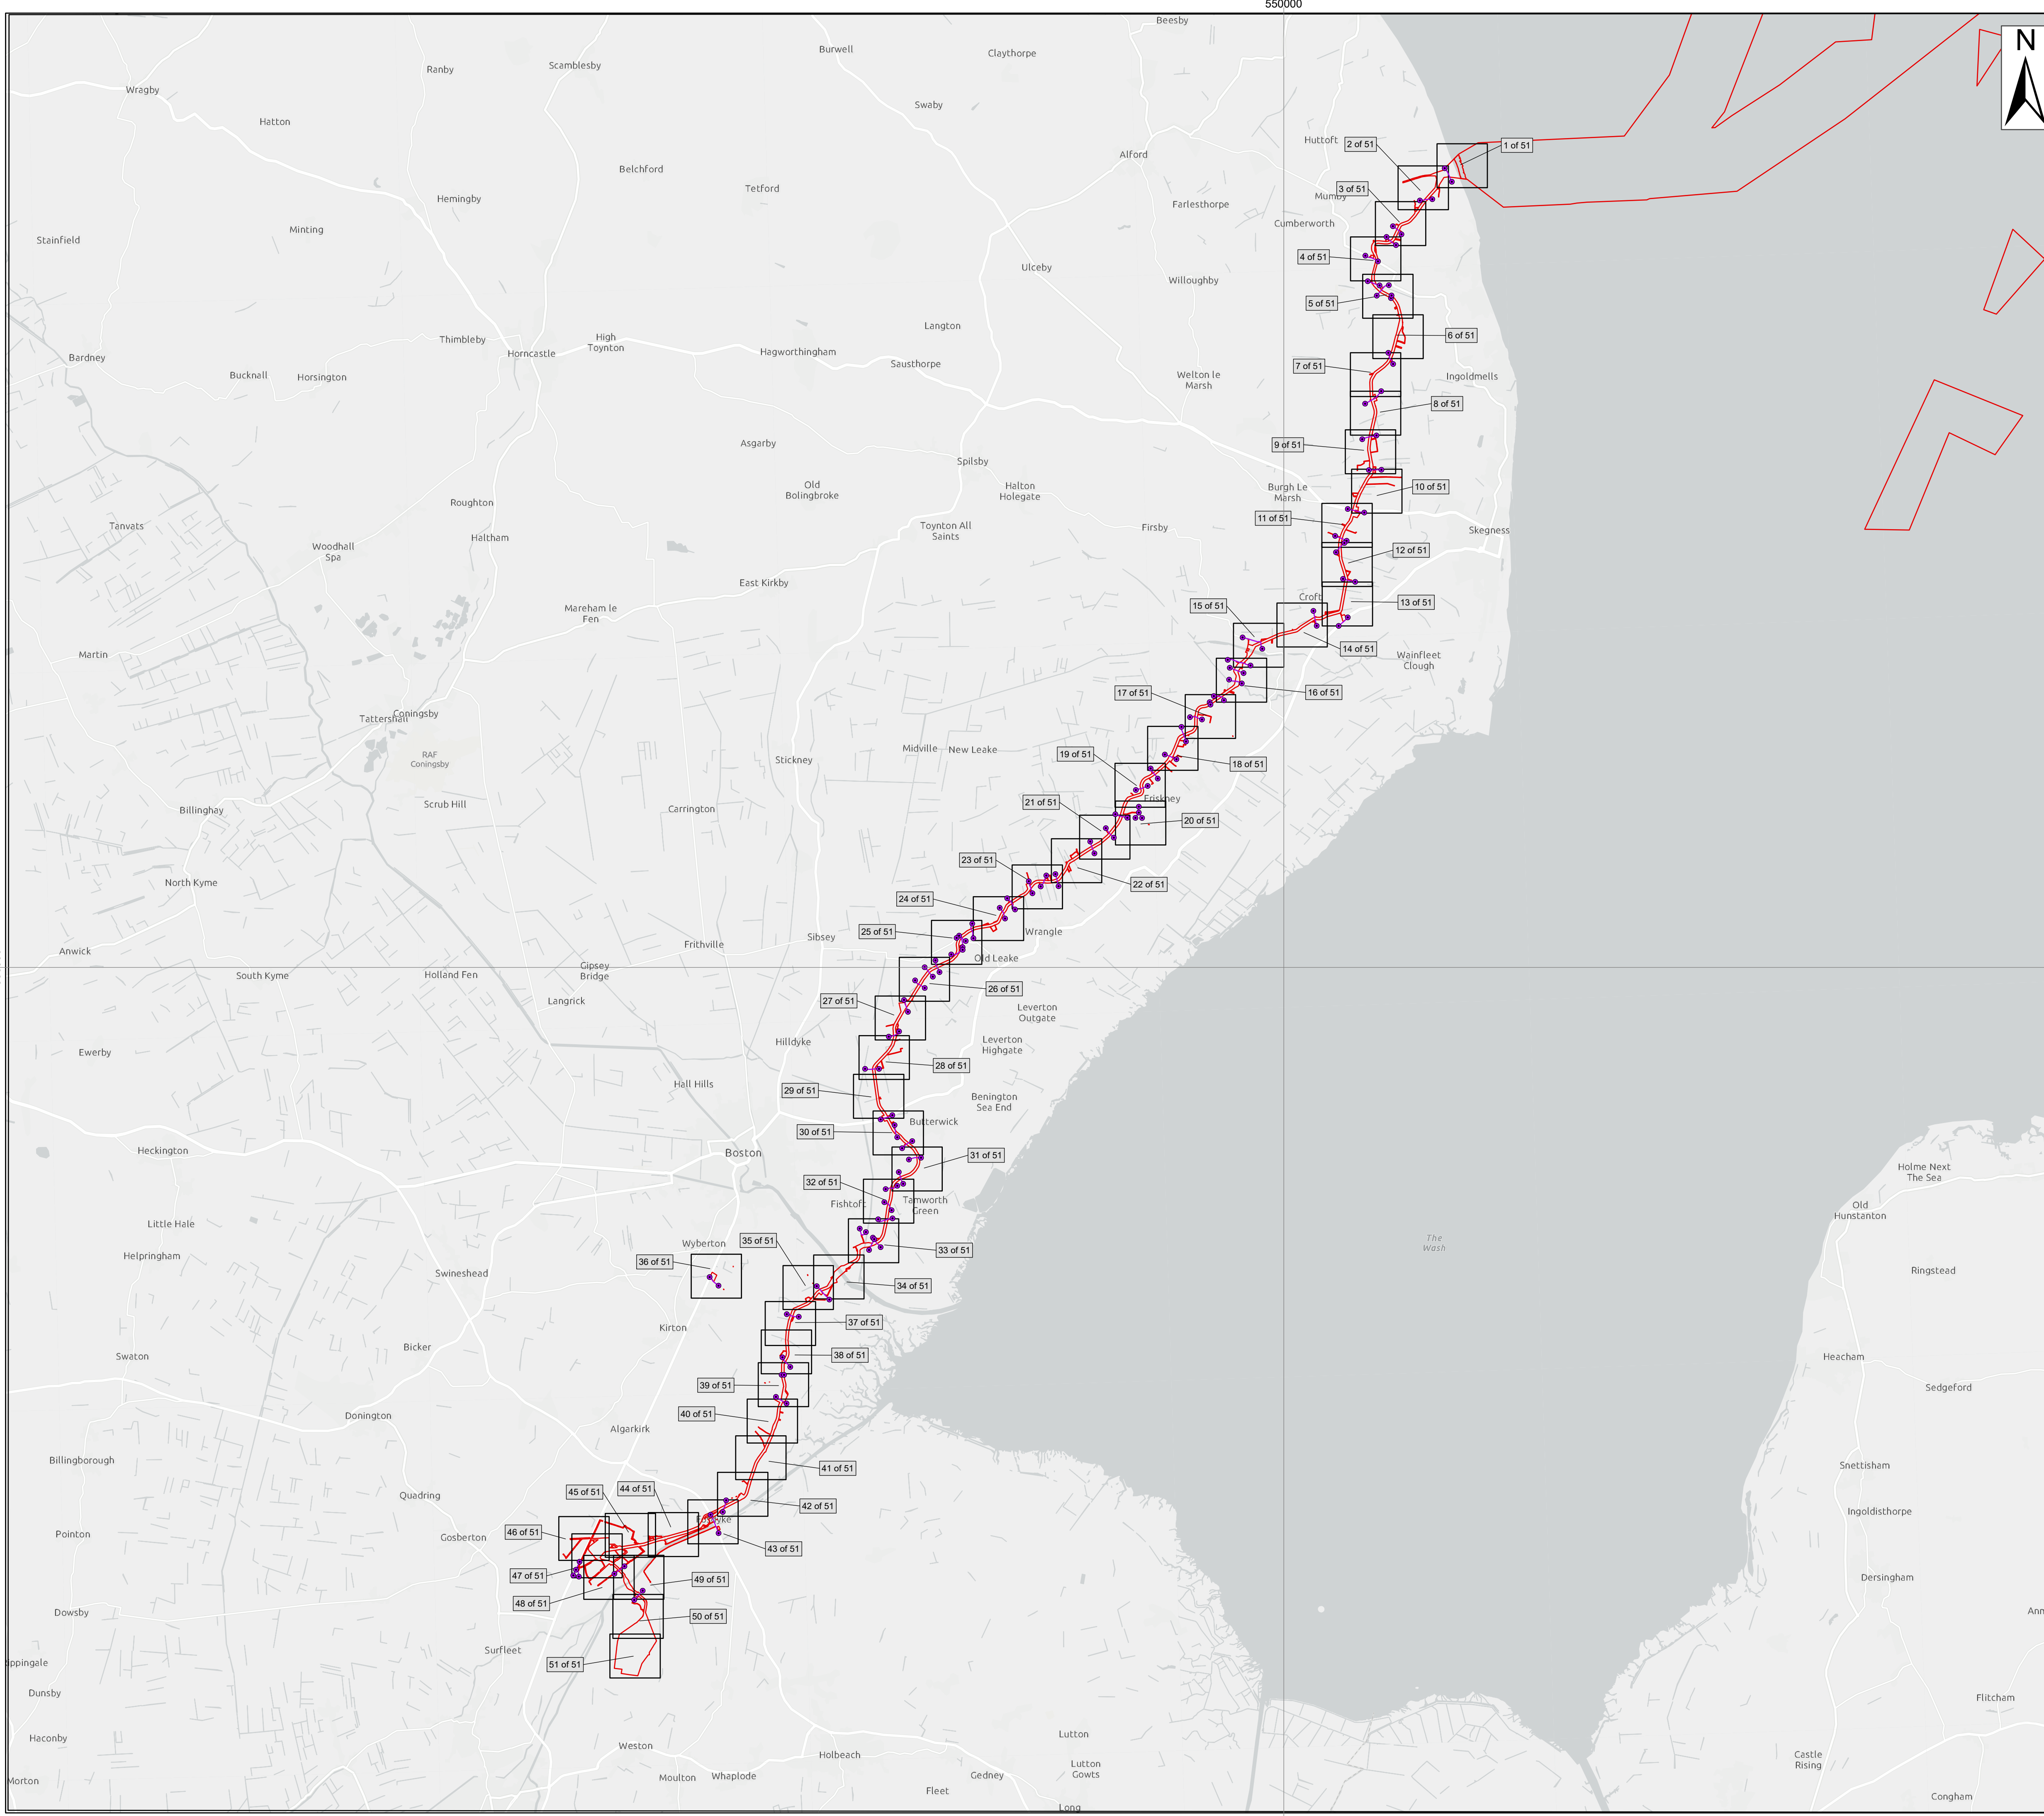 550000
Beesby
Burwell
Claythorpe
Scamblesby
Ranby
Wragby
Swaby
Hatton
N
Huttoft
2 of 51
1 of 51
Alford
Belchford
Tetford
3 of 51
Mumby
Hemingby
Farlesthorpe
Cumberworth
Minting
Stainfield
4 of 51
Ulceby
Willoughby
5 of 51
Langton
6 of 51
Thimbleby
High
Toynton
Horncastle
Hagworthingham
Bardney
Sausthorpe
7 of 51
Bucknall
Horsington
Welton le
Marsh
Ingoldmells
8 of 51
Asgarby
9 of 51
Spilsby
Old
Bolingbroke
Halton
Holegate
Burgh Le
Marsh
10 of 51
Roughton
11 of 51
Tanvats
Toynton All
Saints
Firsby
Skegness
Haltham
Woodhall
Spa
12 of 51
East Kirkby
Mareham le
Fen
Croft
13 of 51
15 of 51
14 of 51
Martin
Wainfleet
Clough
17 of 51
16 of 51
Coningsby
Tattershall
RAF
Coningsby
Midville
New Leake
Stickney
19 of 51
18 of 51
Friskney
Scrub Hill
Carrington
Billinghay
21 of 51
20 of 51
23 of 51
North Kyme
22 of 51
24 of 51
25 of 51
Wrangle
Sibsey
Frithville
Anwick
Old Leake
South Kyme
Holland Fen
Gipsey
Bridge
26 of 51
Langrick
27 of 51
Leverton
Outgate
Hilldyke
Leverton
Highgate
Ewerby
28 of 51
Hall Hills
29 of 51
Benington
Sea End
Butterwick
30 of 51
Heckington
Boston
31 of 51
Holme Next
The Sea
32 of 51
Fishtoft
Tamworth
Green
Old
Hunstanton
Little Hale
Wyberton
35 of 51
33 of 51
The
Wash
Helpringham
36 of 51
Swineshead
Ringstead
34 of 51
37 of 51
Kirton
Bicker
Swaton
38 of 51
Heacham
39 of 51
Sedgeford
Donington
40 of 51
Algarkirk
Billingborough
41 of 51
Snettisham
45 of 51
44 of 51
Quadring
42 of 51
Ingoldisthorpe
46 of 51
Pointon
Gosberton
43 of 51
47 of 51
49 of 51
Dersingham
48 of 51
Dowsby
50 of 51
Surfleet
51 of 51
ppingale
Dunsby
Flitcham
Lutton
Haconby
Weston
Holbeach
Castle
Rising
Lutton
Gowts
Morton
Moulton
Whaplode
Gedney
Fleet
Congham
Long